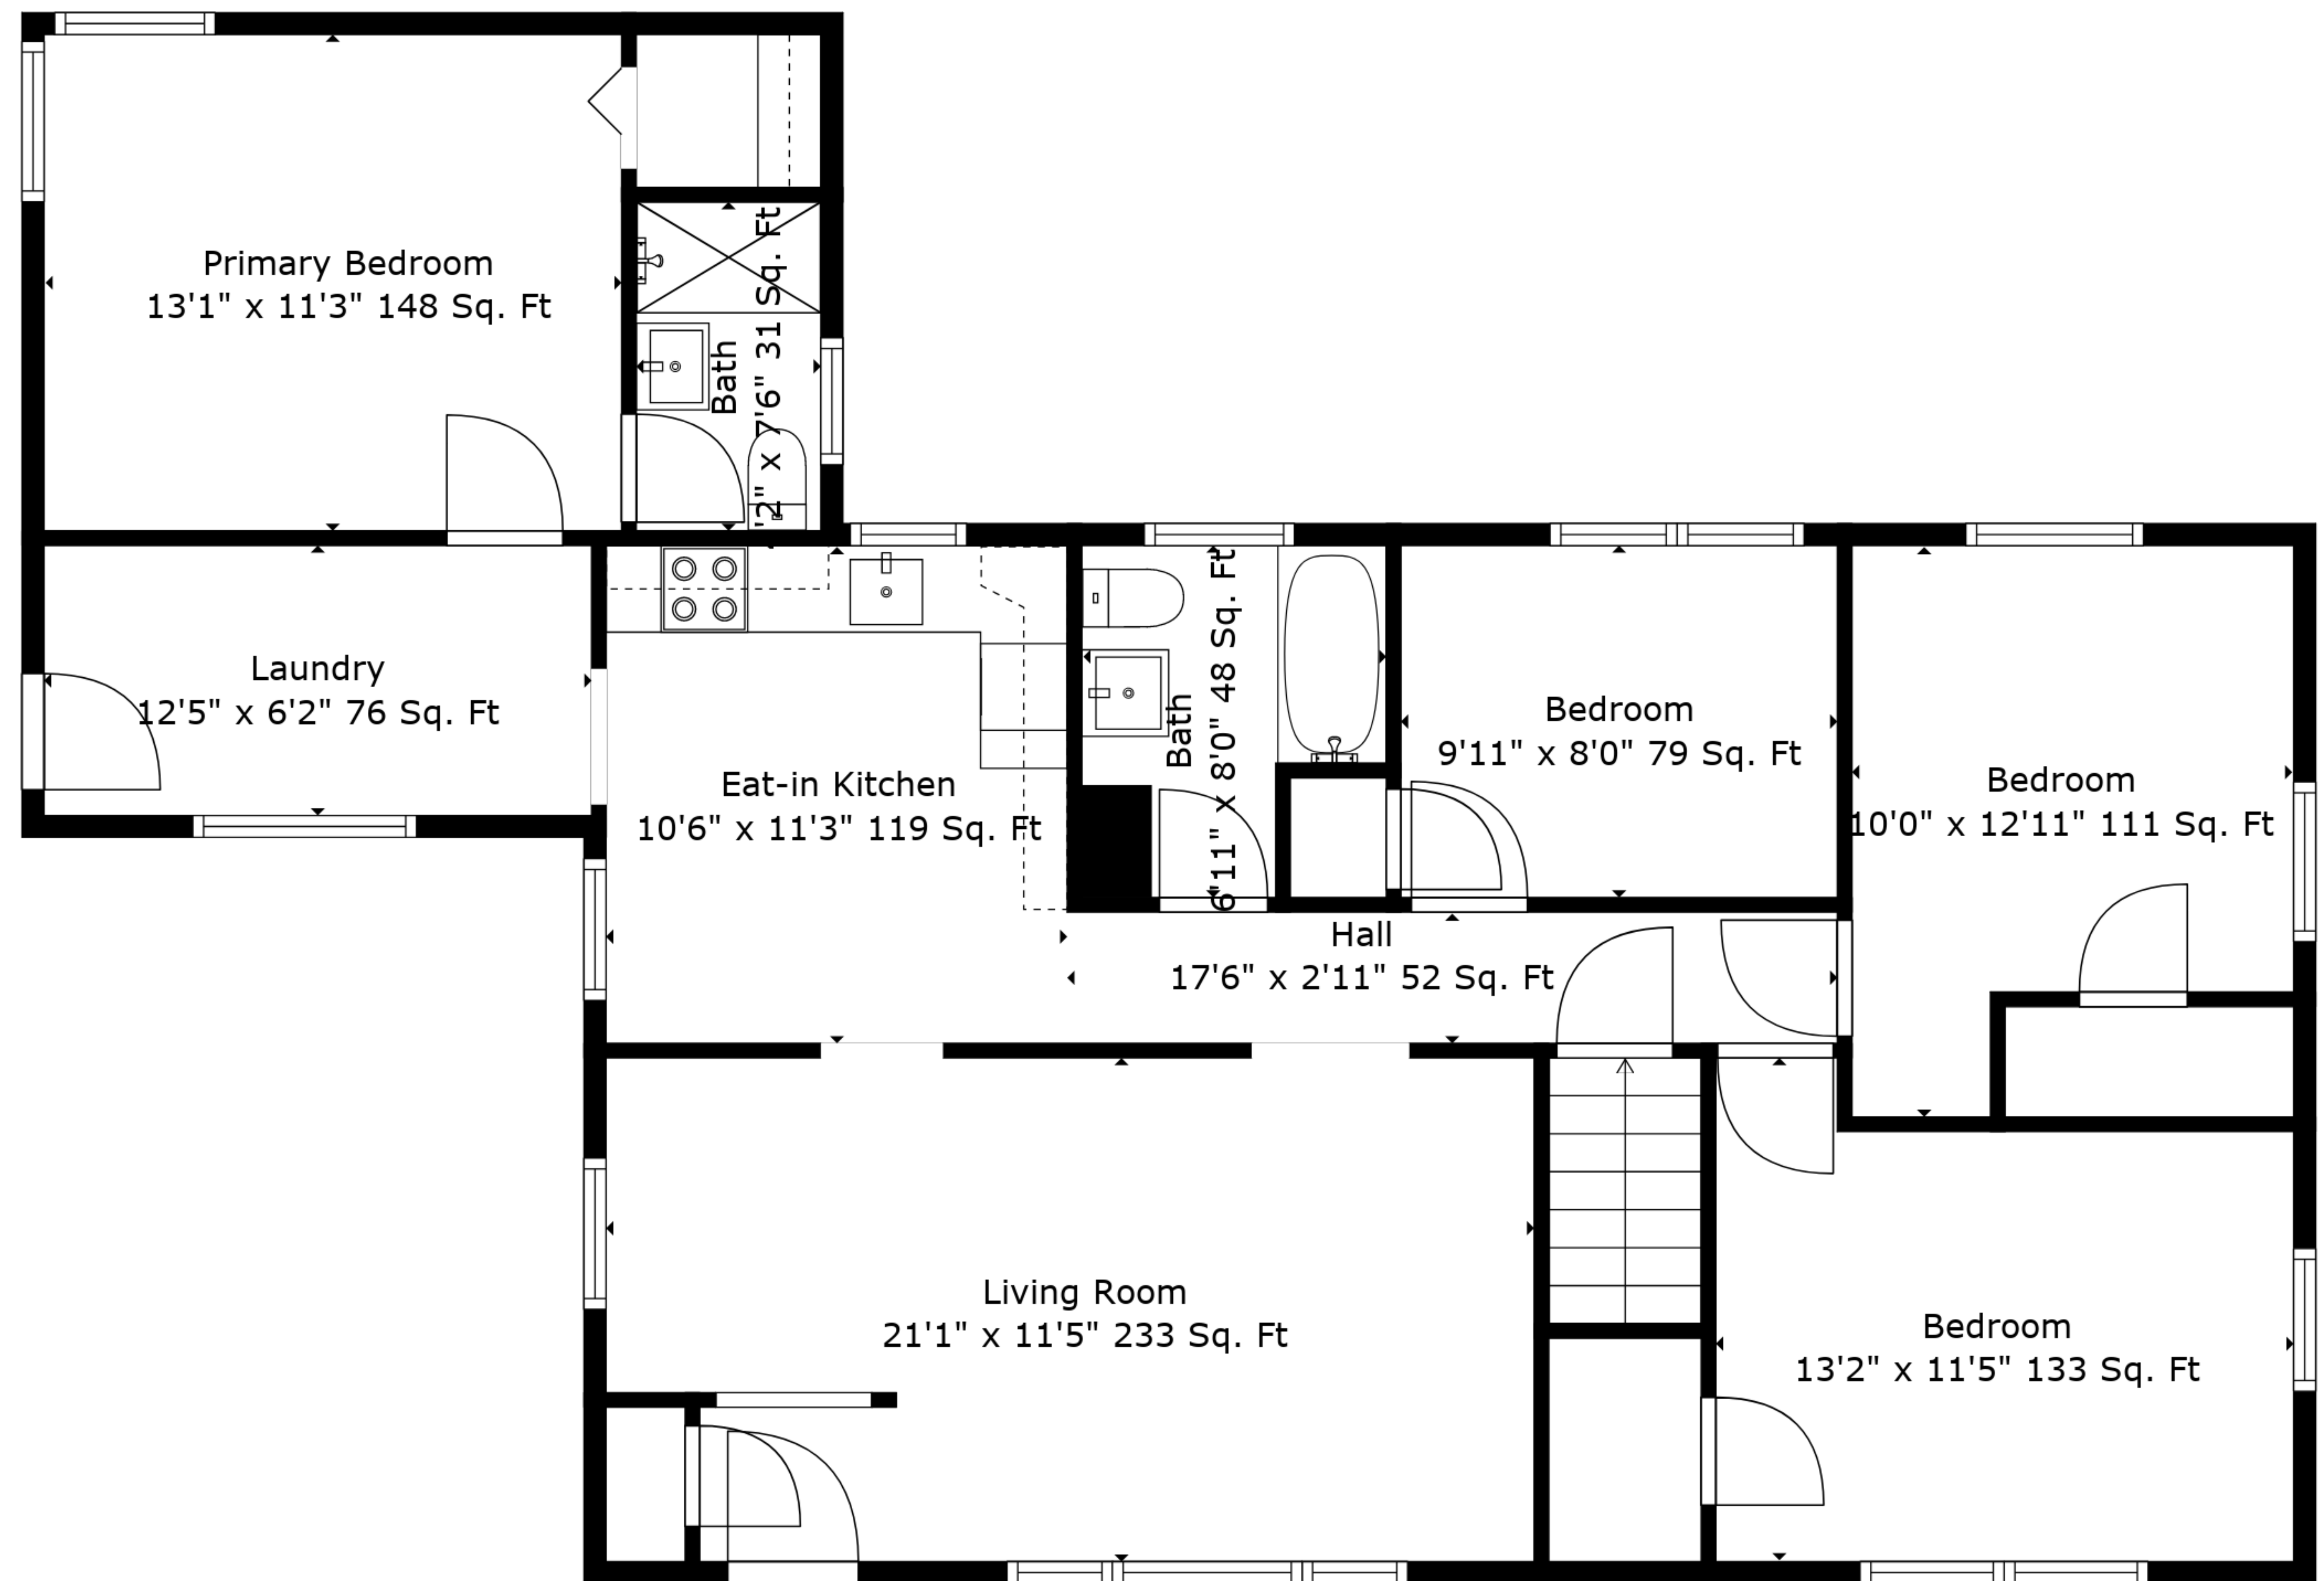 Primary Bedroom
13'1" x 11'3" 148 Sq. Ft
Bath
'2" x 7'6" 31 Sq. Ft
Laundry
12'5" x 6'2" 76 Sq. Ft
Eat-in Kitchen
10'6" x 11'3" 119 Sq. Ft
Bath
6'11" x 8'0" 48 Sq. Ft
Bedroom
9'11" x 8'0" 79 Sq. Ft
Bedroom
10'0" x 12'11" 111 Sq. Ft
Hall
17'6" x 2'11" 52 Sq. Ft
Living Room
21'1" x 11'5" 233 Sq. Ft
Bedroom
13'2" x 11'5" 133 Sq. Ft